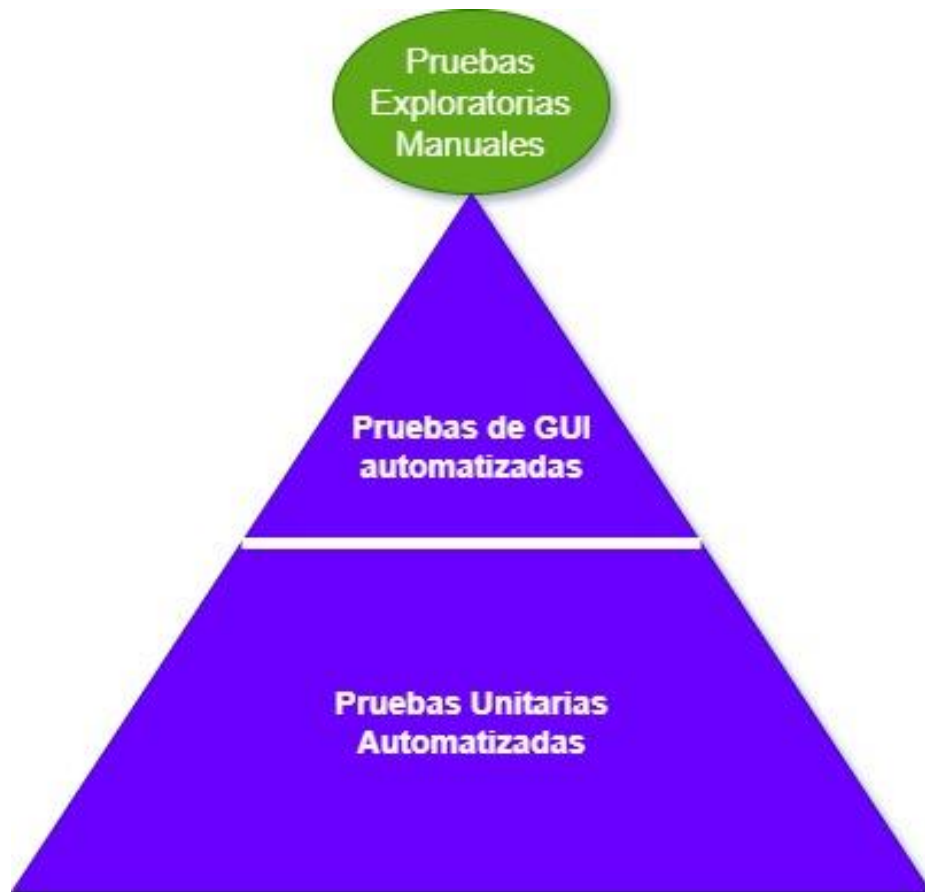 Pruebas
Exploratorias
Manuales
Pruebas de GUI
automatizadas
Pruebas Unitarias
Automatizadas